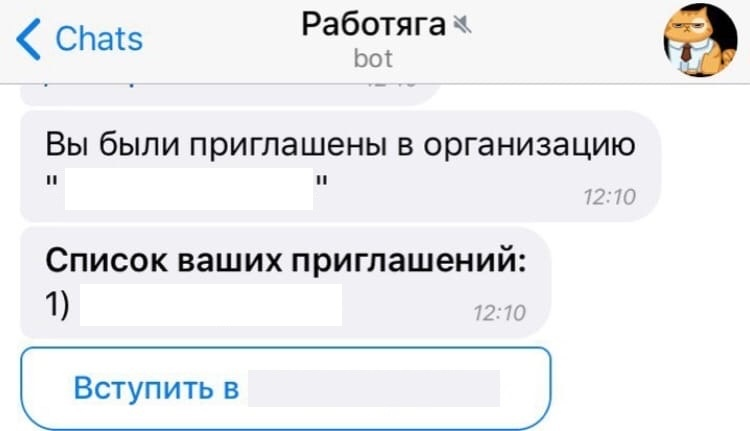 Chats
Работяга
bot
Вы были приглашены в организацию
" "
12:10
Список ваших приглашений:
1)
12:10
Вступить в